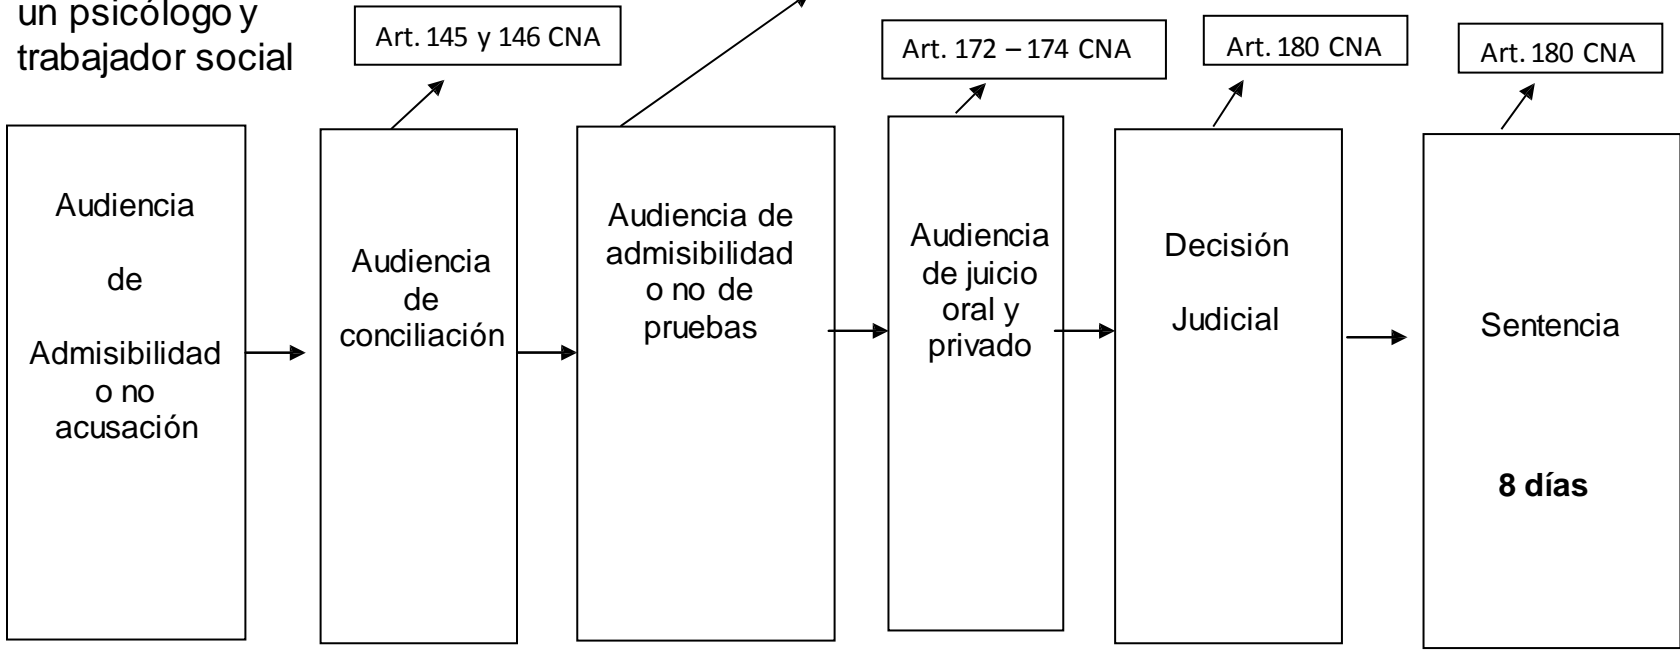 un psicólogo y
trabajador social
Art. 145 y 146 CNA
Art. 172 – 174 CNA
Art. 180 CNA
Art. 180 CNA
Audiencia
de
Admisibilidad
o no
acusación
Audiencia
de
conciliación
Audiencia de
admisibilidad
o no de
pruebas
Audiencia
de juicio
oral y
privado
Decisión
Judicial
Sentencia
8 días